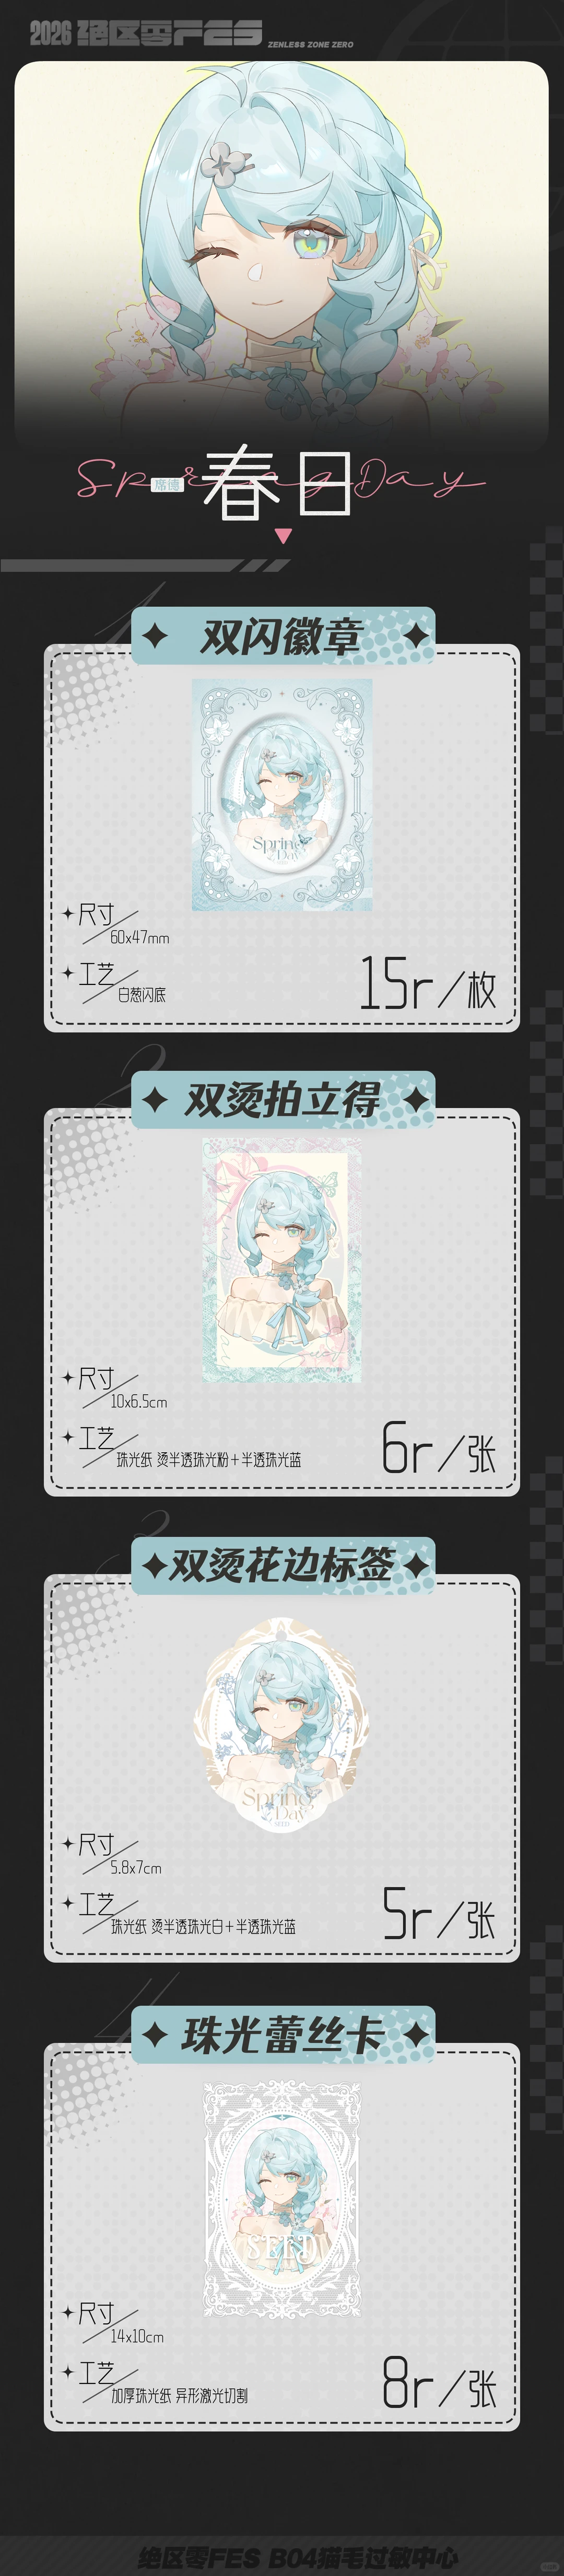 2026 绝区零FES ZENLESS ZONE ZERO
Spring Day
席德
春日
1
双闪徽章
Spring
Day
尺寸
60x47mm
工艺
白葱闪底
15r/枚
2
双烫拍立得
尺寸
10x6.5cm
工艺
珠光纸 烫半透珠光粉+半透珠光蓝
6r/张
3
双烫花边标签
Spring
Day
SEED
尺寸
5.8x7cm
工艺
珠光纸 烫半透珠光白+半透珠光蓝
5r/张
4
珠光蕾丝卡
SEED
尺寸
14x10cm
工艺
加厚珠光纸 异形激光切割
8r/张
绝区零FES B04猫毛过敏中心